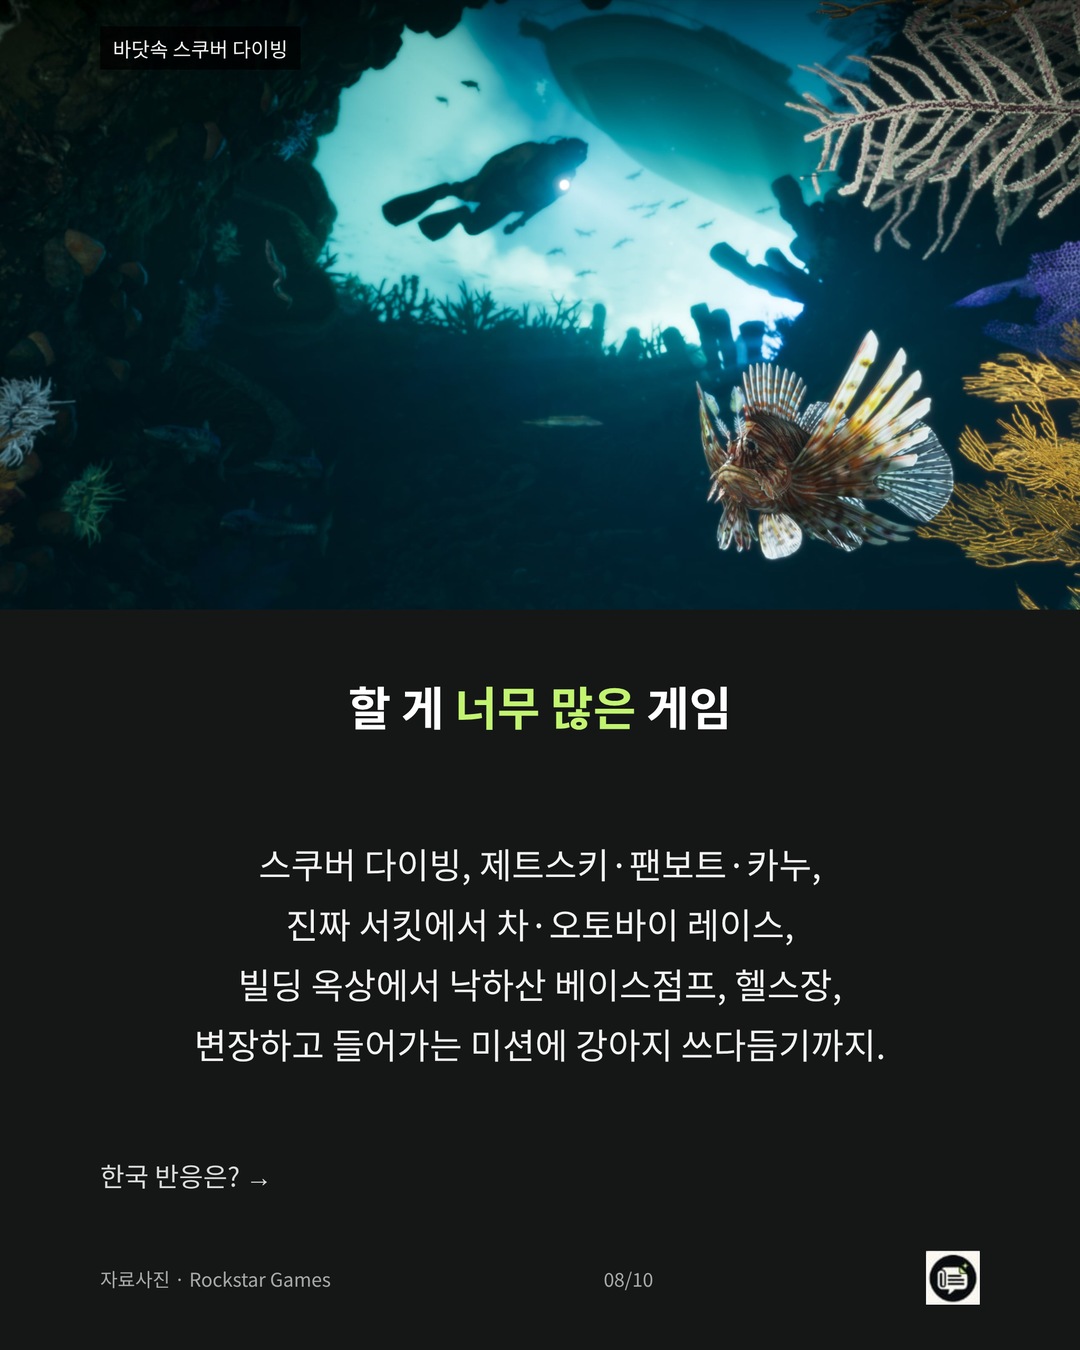 바닷속 스쿠버 다이빙
할 게 너무 많은 게임
스쿠버 다이빙, 제트스키·팬보트·카누,
진짜 서킷에서 차·오토바이 레이스,
빌딩 옥상에서 낙하산 베이스점프, 헬스장,
변장하고 들어가는 미션에 강아지 쓰다듬기까지.
한국 반응은? →
자료사진 · Rockstar Games
08/10